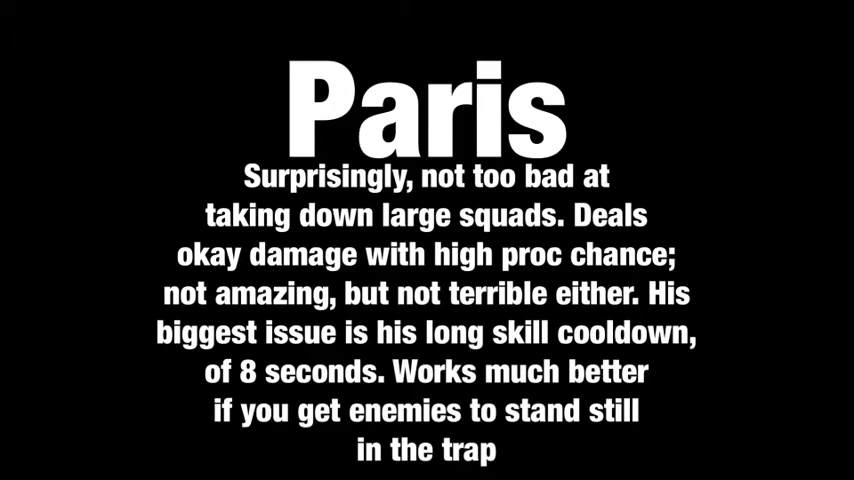 Paris
Surprisingly, not too bad at
taking down large squads. Deals
okay damage with high proc chance;
not amazing, but not terrible either. His
biggest issue is his long skill cooldown,
of 8 seconds. Works much better
if you get enemies to stand still
in the trap